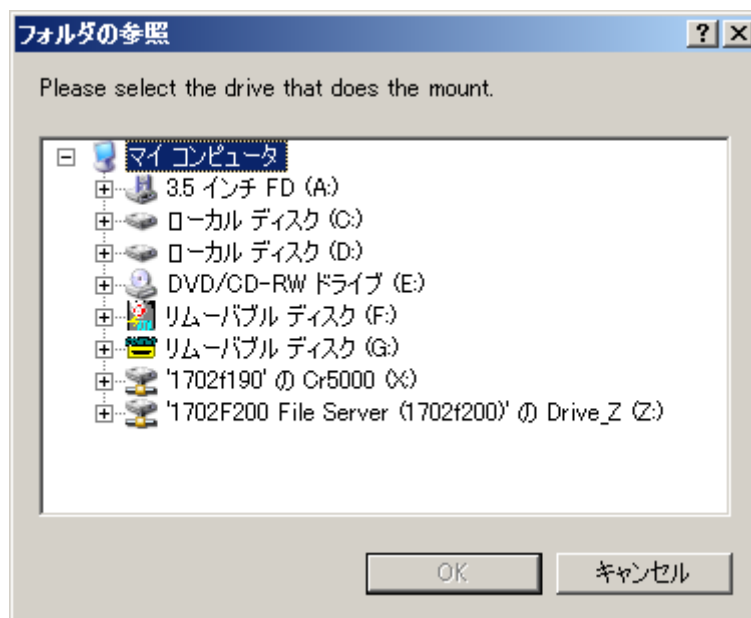 フォルダの参照
Please select the drive that does the mount.
マイ コンピュータ
3.5 インチ FD (A:)
ローカル ディスク (C:)
ローカル ディスク (D:)
DVD/CD-RW ドライブ (E:)
リムーバブル ディスク (F:)
リムーバブル ディスク (G:)
'1702f190' の Cr5000 (X:)
'1702F200 File Server (1702f200)' の Drive_Z (Z:)
OK キャンセル